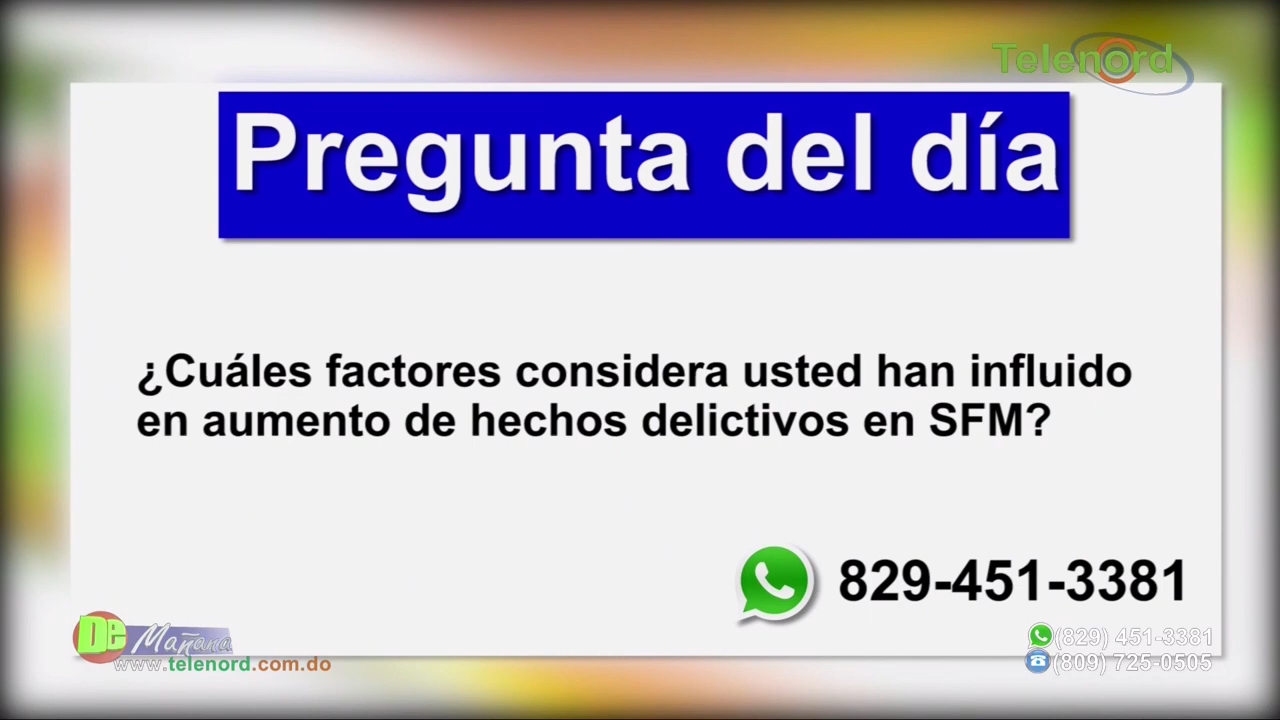 Telenord
Pregunta del día
¿Cuáles factores considera usted han influido
en aumento de hechos delictivos en SFM?
829-451-3381
De Mañana
www.telenord.com.do
(829) 451-3381
(809) 725-0505